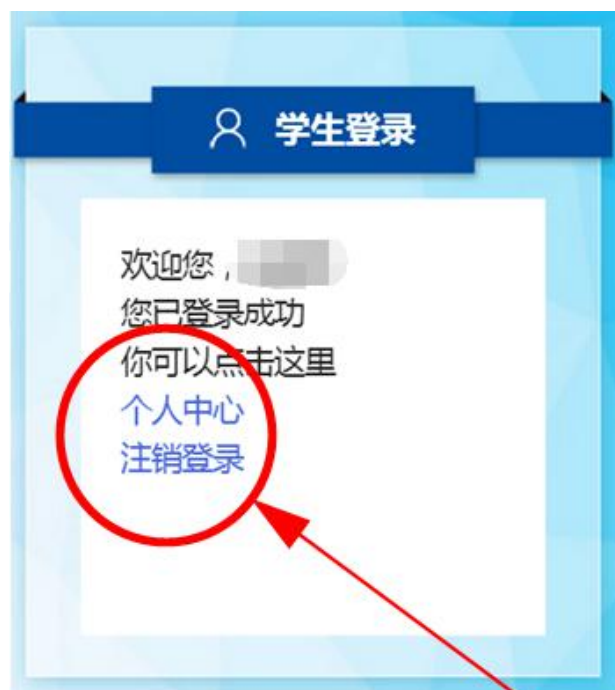 学生登录
欢迎您，
您已登录成功
你可以点击这里
个人中心
注销登录